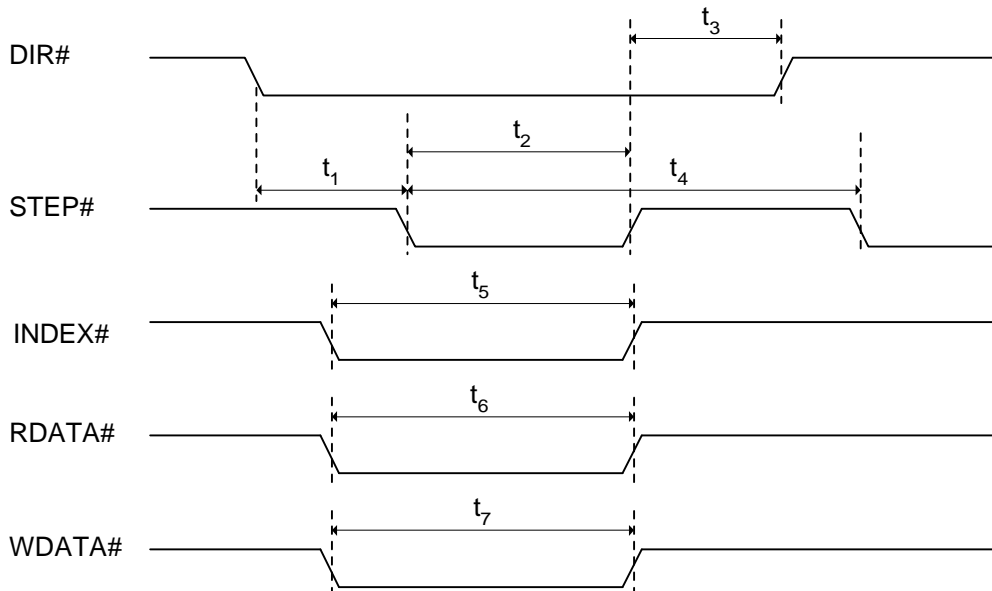 t₃
DIR#
t₂
t₁ t₄
STEP#
t₅
INDEX#
t₆
RDATA#
t₇
WDATA#